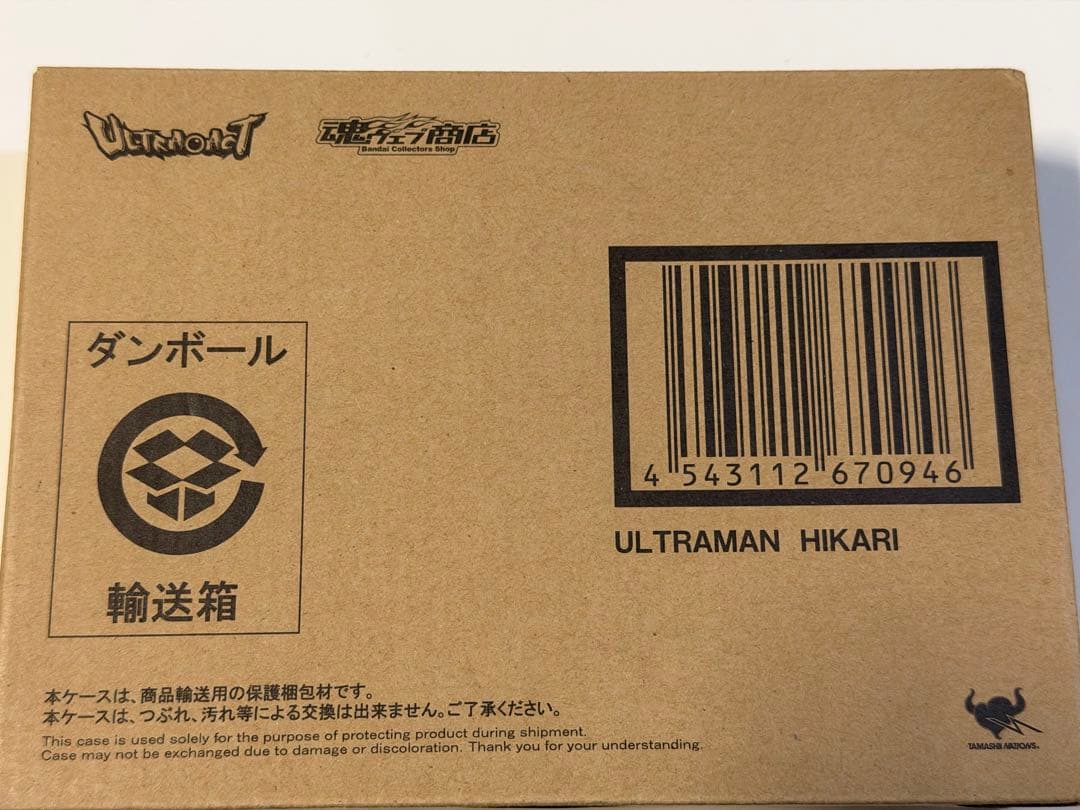 ULTRA-ACT
魂ウェブ商店
Bandai Collectors Shop
ダンボール
輸送箱
4 543112 670946
ULTRAMAN HIKARI
本ケースは、商品輸送用の保護梱包材です。
本ケースは、つぶれ、汚れ等による交換は出来ません。ご了承ください。
This case is used solely for the purpose of protecting product during shipment.
Case may not be exchanged due to damage or discoloration. Thank you for your understanding.
TAMASHII NATIONS.